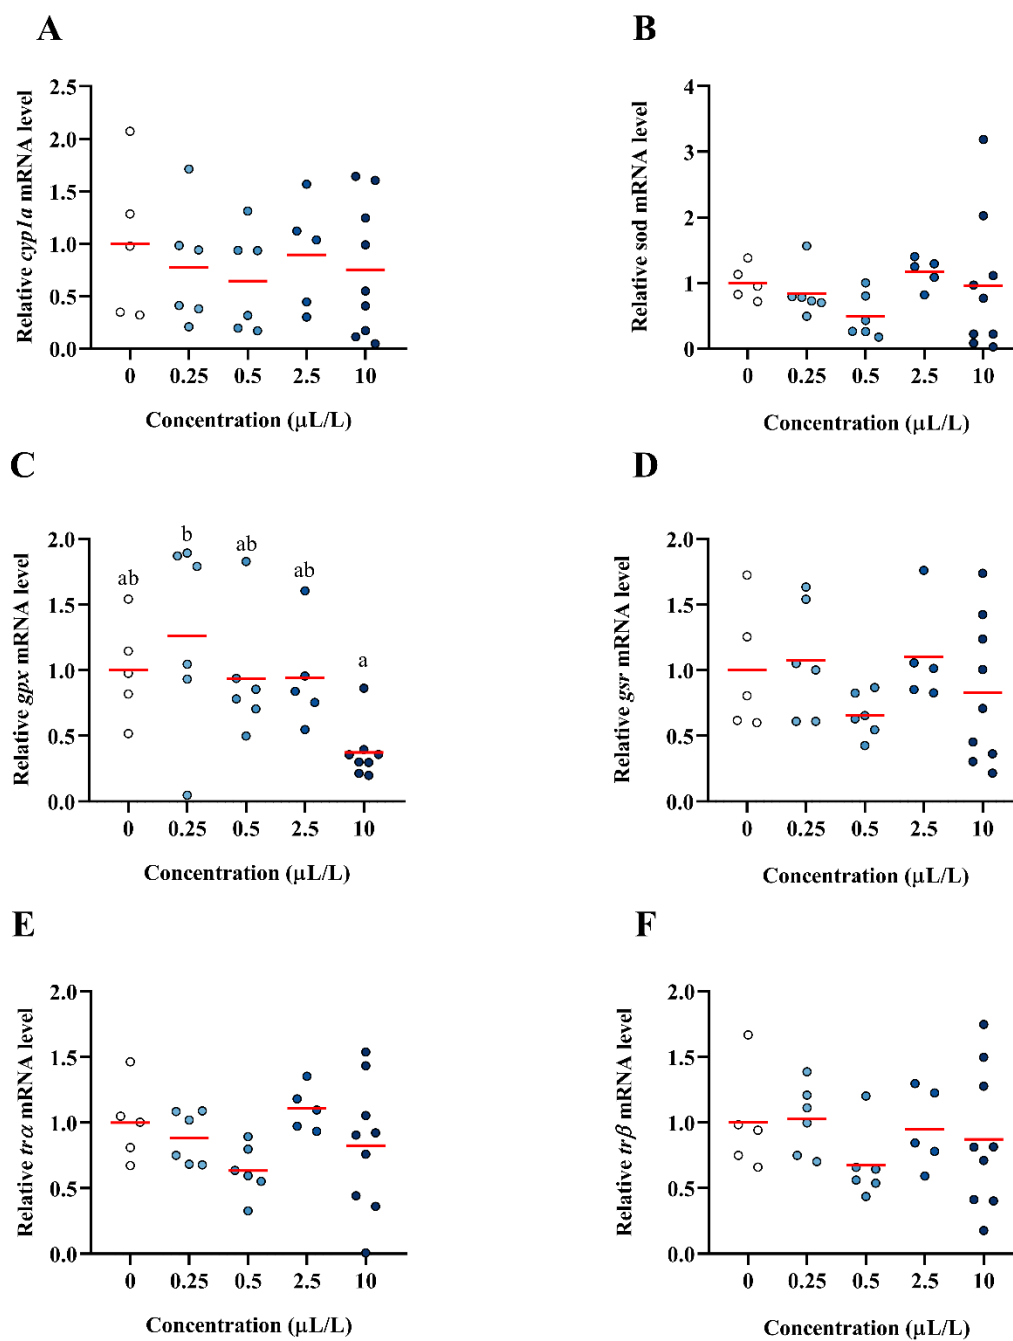 A
Relative cyp1a mRNA level
2.5
2.0
1.5
1.0
0.5
0.0
0 0.25 0.5 2.5 10
Concentration (μL/L)
B
Relative sod mRNA level
4
3
2
1
0
0 0.25 0.5 2.5 10
Concentration (μL/L)
C
Relative gpx mRNA level
2.0
1.5
1.0
0.5
0.0
ab b ab ab a
0 0.25 0.5 2.5 10
Concentration (μL/L)
D
Relative gsr mRNA level
2.0
1.5
1.0
0.5
0.0
0 0.25 0.5 2.5 10
Concentration (μL/L)
E
Relative trα mRNA level
2.0
1.5
1.0
0.5
0.0
0 0.25 0.5 2.5 10
Concentration (μL/L)
F
Relative trβ mRNA level
2.0
1.5
1.0
0.5
0.0
0 0.25 0.5 2.5 10
Concentration (μL/L)